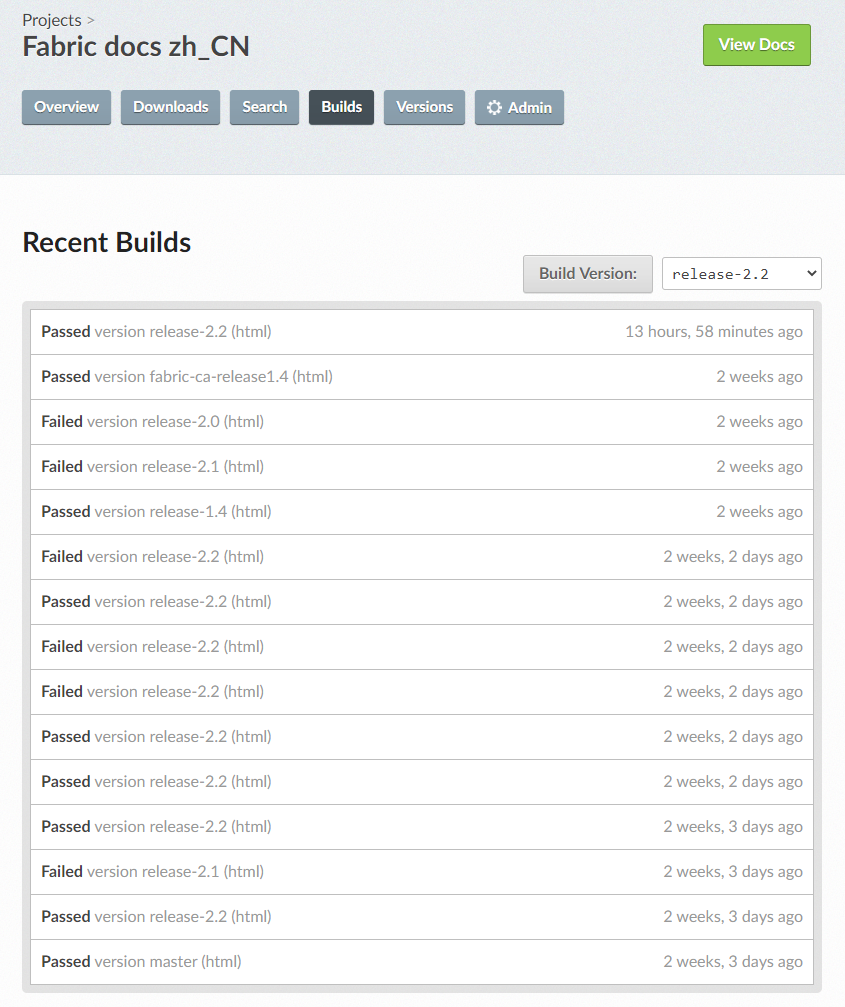 Projects >
Fabric docs zh_CN
View Docs
Overview Downloads Search Builds Versions Admin
Recent Builds
Build Version: release-2.2
Passed version release-2.2 (html) 13 hours, 58 minutes ago
Passed version fabric-ca-release1.4 (html) 2 weeks ago
Failed version release-2.0 (html) 2 weeks ago
Failed version release-2.1 (html) 2 weeks ago
Passed version release-1.4 (html) 2 weeks ago
Failed version release-2.2 (html) 2 weeks, 2 days ago
Passed version release-2.2 (html) 2 weeks, 2 days ago
Failed version release-2.2 (html) 2 weeks, 2 days ago
Failed version release-2.2 (html) 2 weeks, 2 days ago
Passed version release-2.2 (html) 2 weeks, 2 days ago
Passed version release-2.2 (html) 2 weeks, 2 days ago
Passed version release-2.2 (html) 2 weeks, 3 days ago
Failed version release-2.1 (html) 2 weeks, 3 days ago
Passed version release-2.2 (html) 2 weeks, 3 days ago
Passed version master (html) 2 weeks, 3 days ago